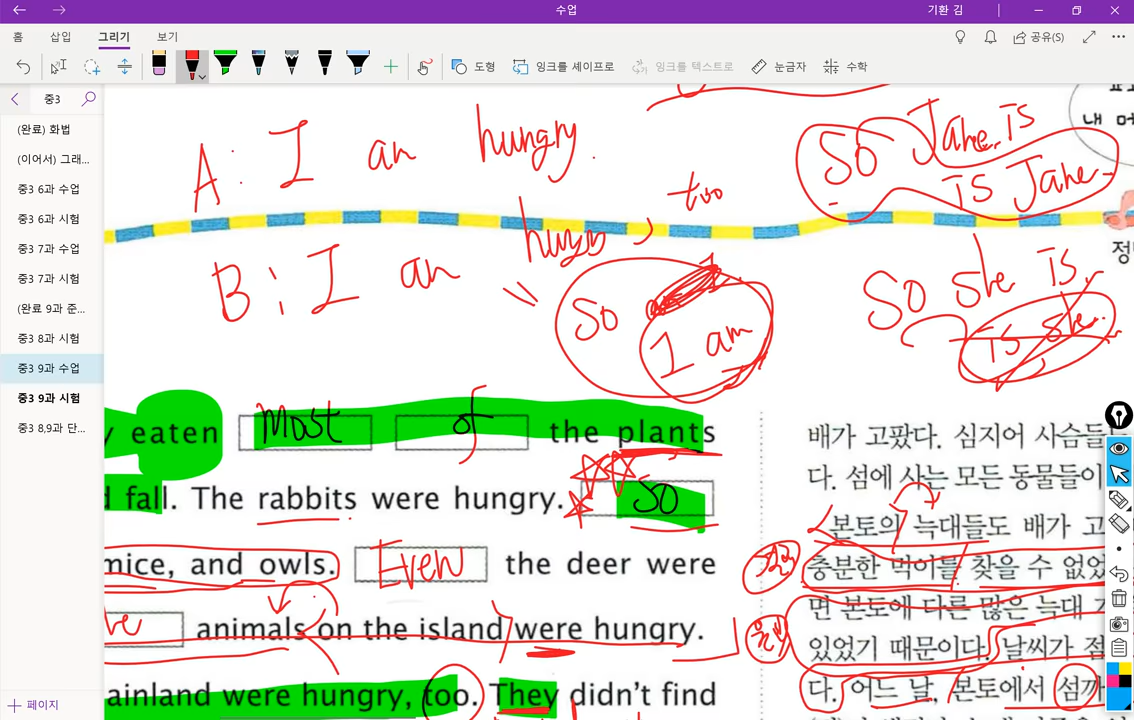 수업
기환 김
홈 삽입 그리기 보기
공유(S)
도형 잉크를 셰이프로 잉크를 텍스트로 눈금자 수학
중3
(완료) 화법
(이어서) 그래...
중3 6과 수업
중3 6과 시험
중3 7과 수업
중3 7과 시험
(완료 9과 준...
중3 8과 시험
중3 9과 수업
중3 9과 시험
중3 8,9과 단...
페이지
A: I am hungry.
too
B: I am hungry,
so I am
so Jane is
is Jane
So she is.
is she
내 머
정
eaten Most of the plants
d fall. The rabbits were hungry. So
mice, and owls. Even the deer were
animals on the island were hungry.
ainland were hungry, too. They didn't find
배가 고팠다. 심지어 사슴들
다. 섬에 사는 모든 동물들이
본토의 늑대들도 배가 고
충분한 먹이를 찾을 수 없었
면 본토에 다른 많은 늑대
있었기 때문이다. 날씨가 점
다. 어느 날, 본토에서 섬까